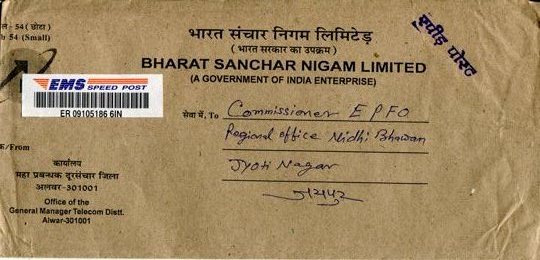 ल - 54 (छोटा)
b 54 (Small)
भारत संचार निगम लिमिटेड़
( भारत सरकार का उपक्रम )
BHARAT SANCHAR NIGAM LIMITED
(A GOVERNMENT OF INDIA ENTERPRISE)
स्पीड पोस्ट
EMS SPEED POST
ER 09105186 6IN
सेवा में, To Commissioner EPFO
Regional office Nidhi Bhawan
Jyoti Nagar
जयपुर
/From
कार्यालय
महा प्रबन्धक दूरसंचार जिला
अलवर-301001
Office of the
General Manager Telecom Distt.
Alwar-301001